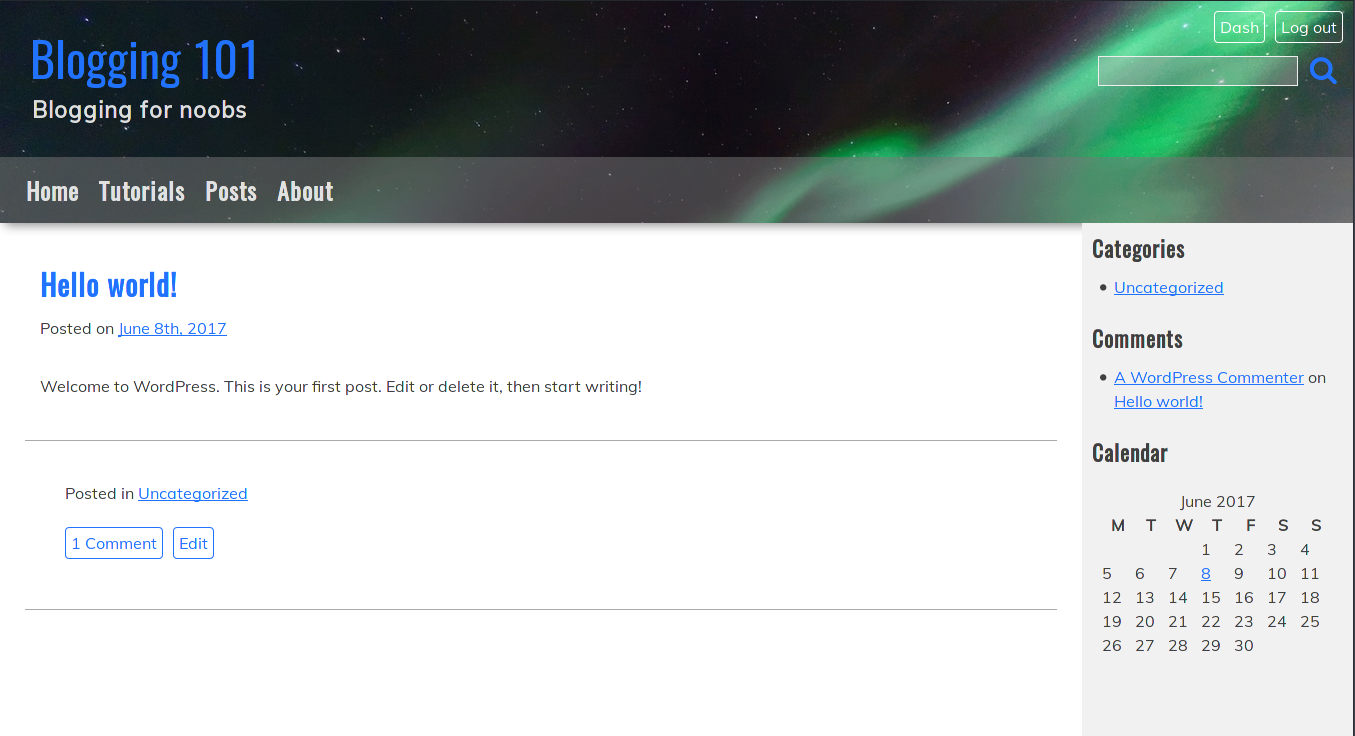 Blogging 101
Blogging for noobs
Dash Log out
Home Tutorials Posts About
Hello world!
Posted on June 8th, 2017
Welcome to WordPress. This is your first post. Edit or delete it, then start writing!
Posted in Uncategorized
1 Comment Edit
Categories
Uncategorized
Comments
A WordPress Commenter on
Hello world!
Calendar
June 2017
M T W T F S S
1 2 3 4
5 6 7 8 9 10 11
12 13 14 15 16 17 18
19 20 21 22 23 24 25
26 27 28 29 30